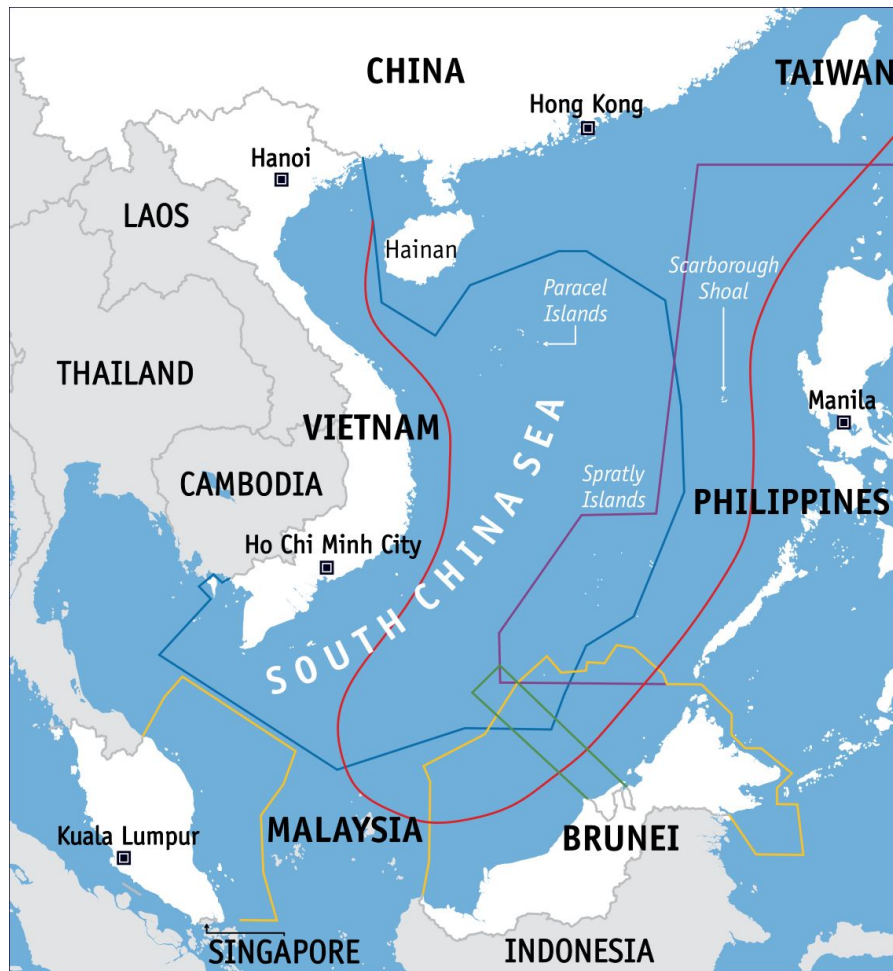 CHINA
TAIWAN
Hong Kong
Hanoi
LAOS
Hainan
Scarborough
Shoal
Paracel
Islands
THAILAND
Manila
VIETNAM
CAMBODIA
Spratly
Islands
PHILIPPINES
Ho Chi Minh City
SOUTH CHINA SEA
MALAYSIA
Kuala Lumpur
BRUNEI
SINGAPORE
INDONESIA